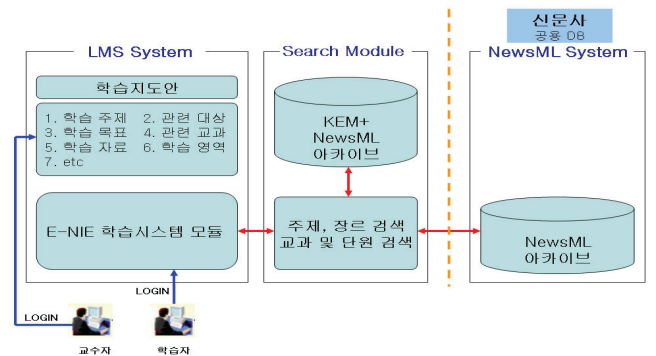 신문사
공용 DB
LMS System
Search Module
NewsML System
학습지도안
1. 학습 주제 2. 관련 대상
3. 학습 목표 4. 관련 교과
5. 학습 자료 6. 학습 영역
7. etc
KEM+
NewsML
아카이브
E-NIE 학습시스템 모듈
주제, 장르 검색
교과 및 단원 검색
NewsML
아카이브
LOGIN
LOGIN
교수자
학습자